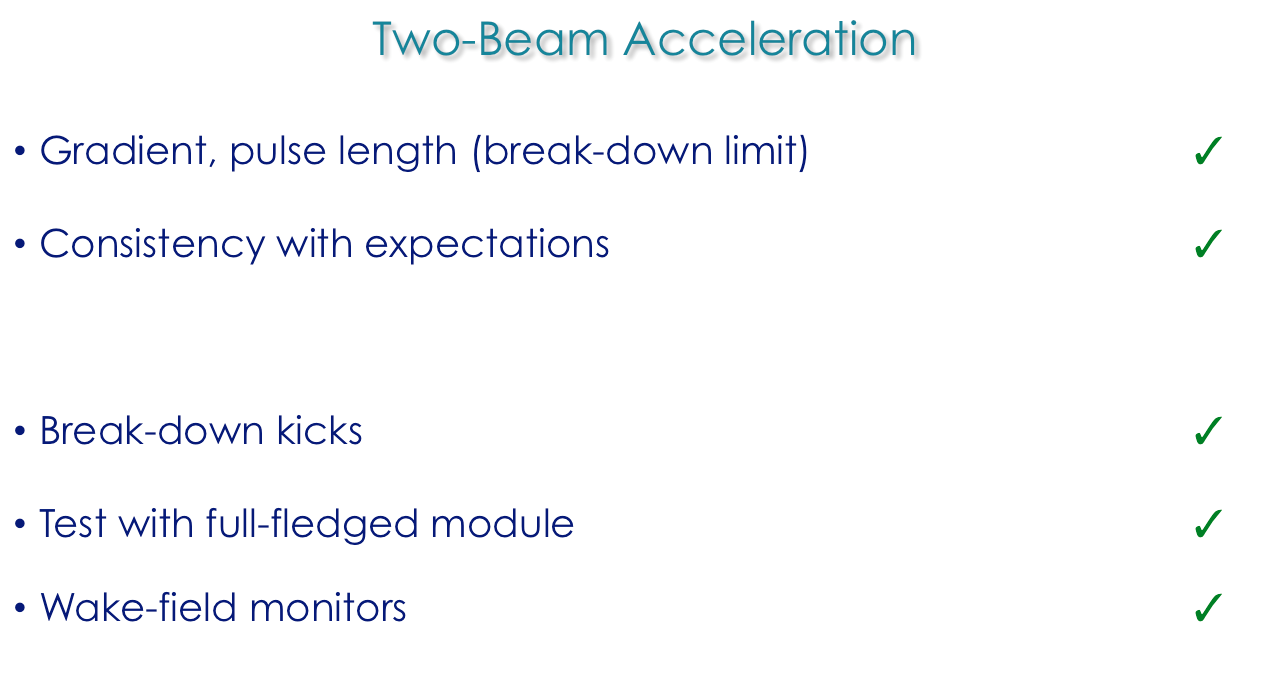 Two-Beam Acceleration
• Gradient, pulse length (break-down limit) ✓
• Consistency with expectations ✓
• Break-down kicks ✓
• Test with full-fledged module ✓
• Wake-field monitors ✓